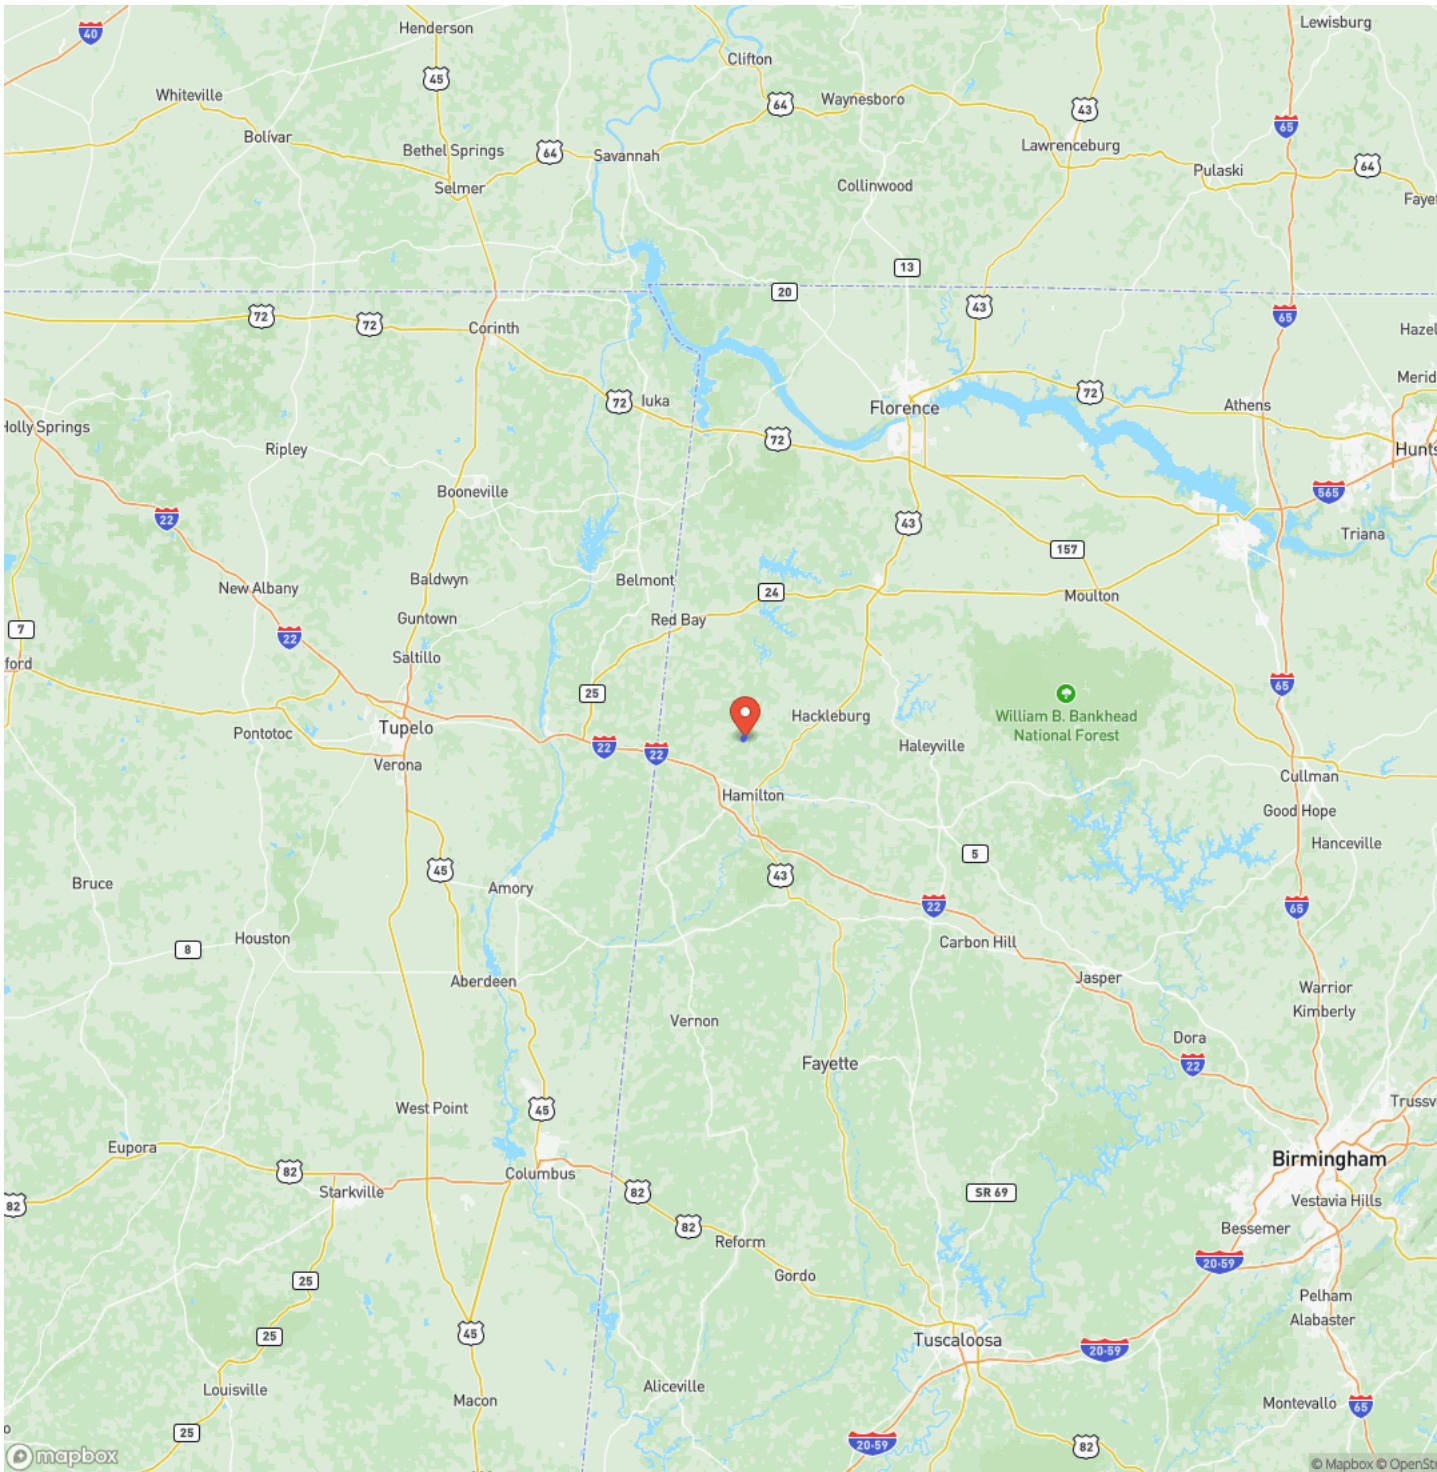 Lewisburg
40
Henderson
Clifton
45
Whiteville
Waynesboro
64
43
Bolívar
65
Bethel Springs
64
Savannah
Lawrenceburg
Pulaski
64
Selmer
Collinwood
Fayet
13
20
43
72
72
65
Corinth
Hazel
Merid
72
Iuka
72
Florence
Athens
Holly Springs
72
Ripley
Hunts
Booneville
565
22
43
Triana
157
Baldwyn
Belmont
New Albany
24
Moulton
Guntown
Red Bay
7
22
ford
Saltillo
25
65
William B. Bankhead
National Forest
Hackleburg
Tupelo
Pontotoc
22
22
Haleyville
Verona
Cullman
Hamilton
Good Hope
5
Hanceville
45
43
Bruce
Amory
22
65
Houston
8
Carbon Hill
Aberdeen
Jasper
Warrior
Kimberly
Vernon
Dora
Fayette
22
Trussv
West Point
45
Eupora
Birmingham
82
Columbus
Starkville
82
SR 69
82
Vestavia Hills
82
Bessemer
Reform
20-59
Gordo
25
Pelham
Alabaster
25
45
Tuscaloosa
20-59
Louisville
Aliceville
Macon
Montevallo
65
o
25
20-59
82
mapbox
© Mapbox © OpenStr